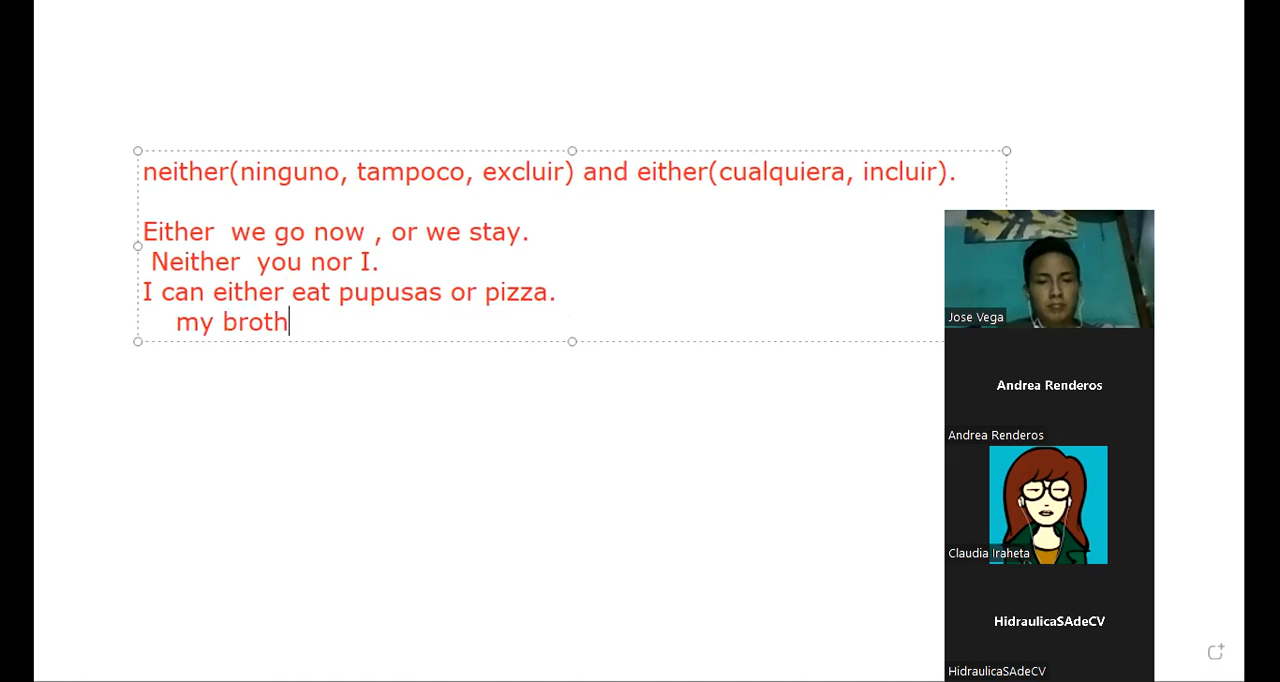 neither(ninguno, tampoco, excluir) and either(cualquiera, incluir).
Either we go now , or we stay.
Neither you nor I.
I can either eat pupusas or pizza.
my broth
Jose Vega
Andrea Renderos
Andrea Renderos
Claudia Iraheta
HidraulicaSAdeCV
HidraulicaSAdeCV